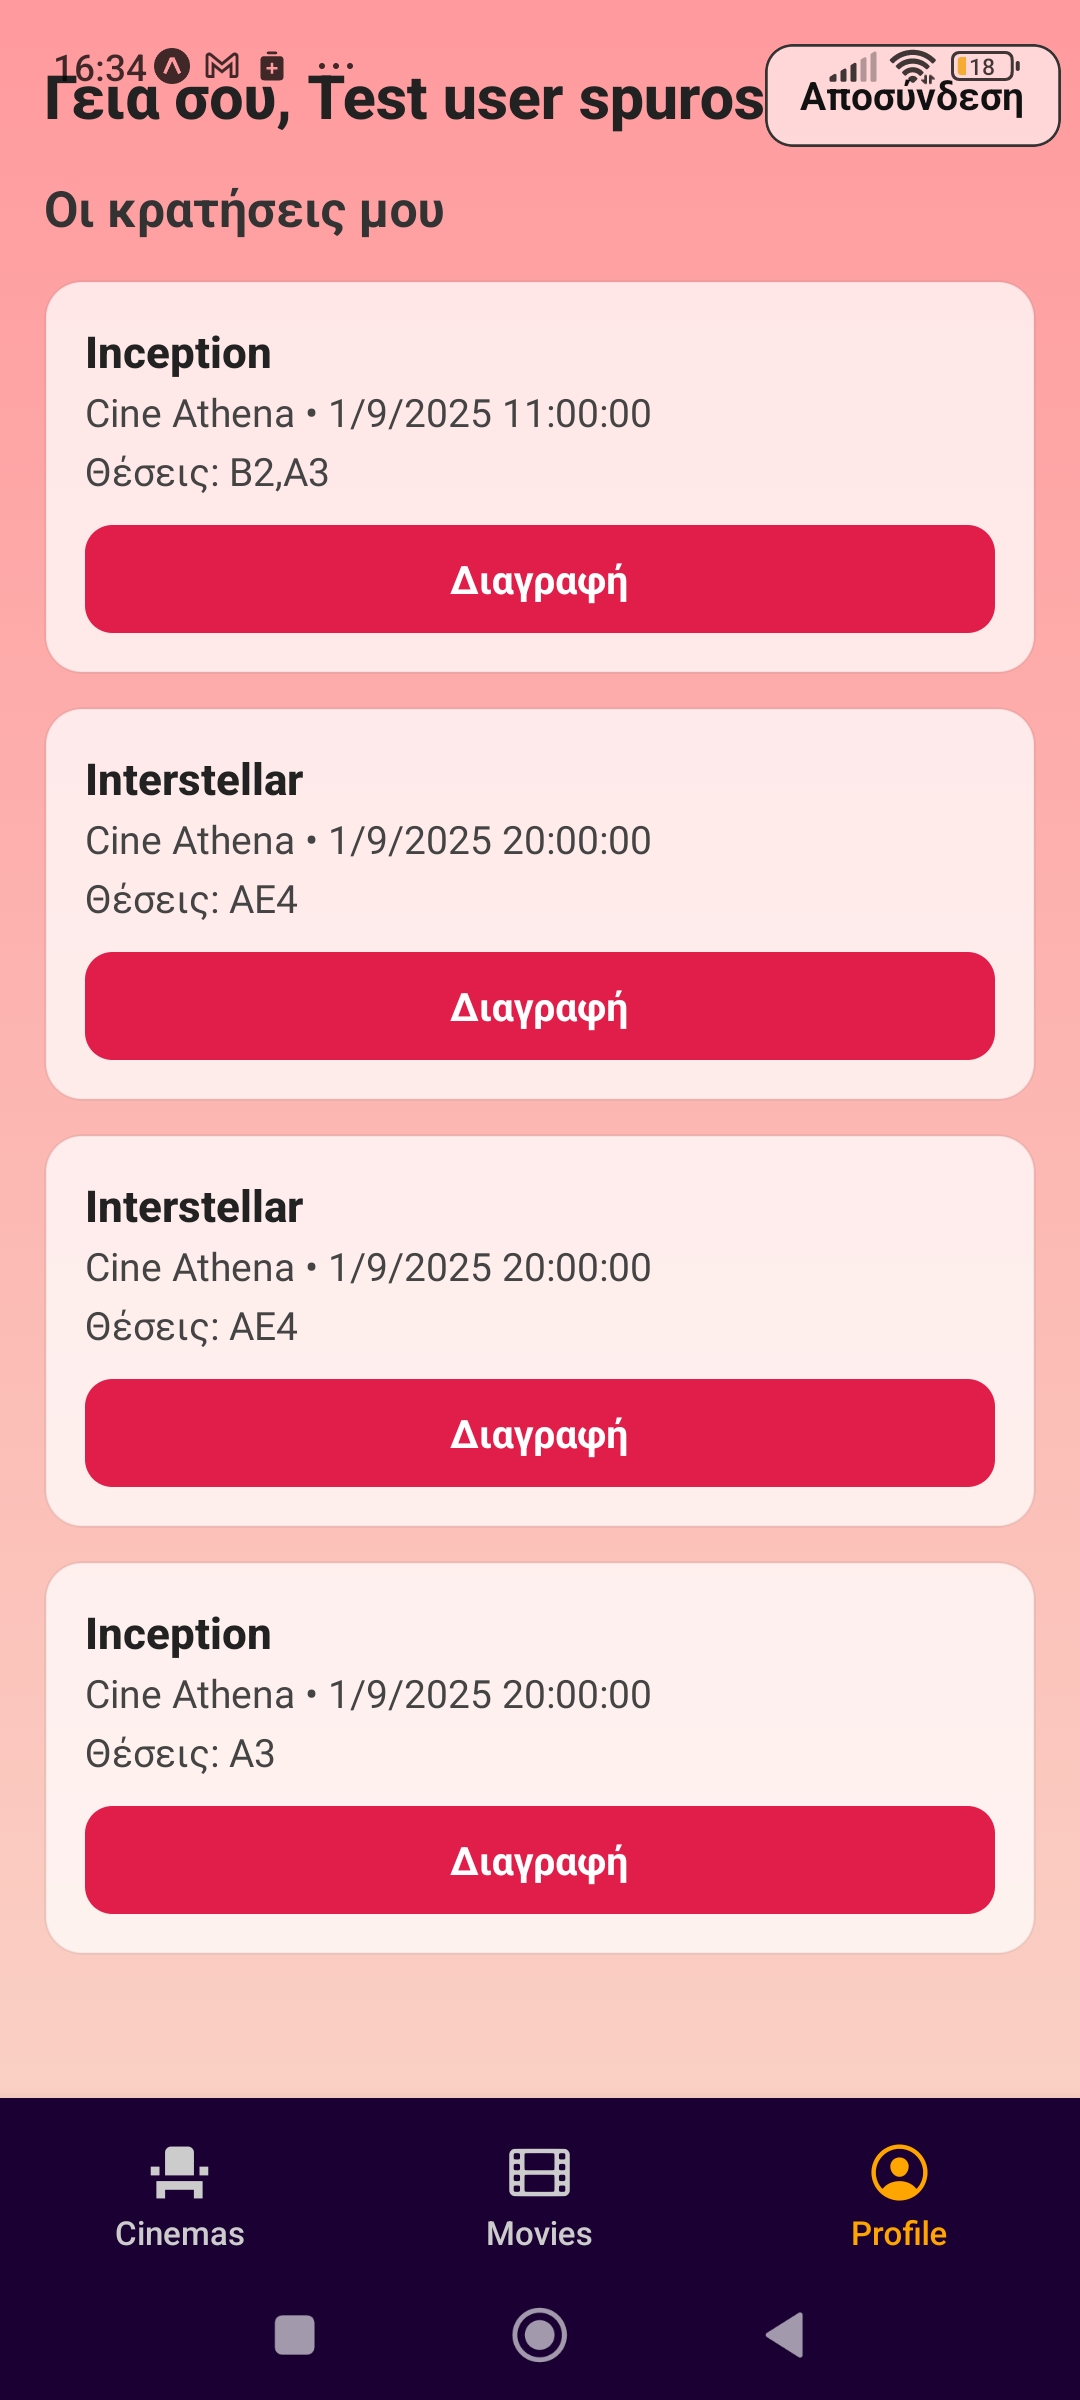 16:34
18
Γειά σου, Test user spuros
Αποσύνδεση
Οι κρατήσεις μου
Inception
Cine Athena • 1/9/2025 11:00:00
Θέσεις: B2,A3
Διαγραφή
Interstellar
Cine Athena • 1/9/2025 20:00:00
Θέσεις: AE4
Διαγραφή
Interstellar
Cine Athena • 1/9/2025 20:00:00
Θέσεις: AE4
Διαγραφή
Inception
Cine Athena • 1/9/2025 20:00:00
Θέσεις: A3
Διαγραφή
Cinemas
Movies
Profile